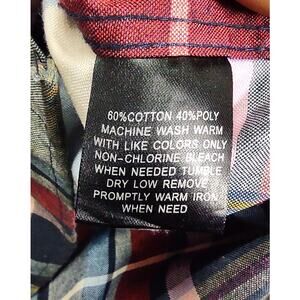 60%COTTON 40%POLY
MACHINE WASH WARM
WITH LIKE COLORS ONLY
NON-CHLORINE BLEACH
WHEN NEEDED TUMBLE
DRY LOW REMOVE
PROMPTLY WARM IRON
WHEN NEED